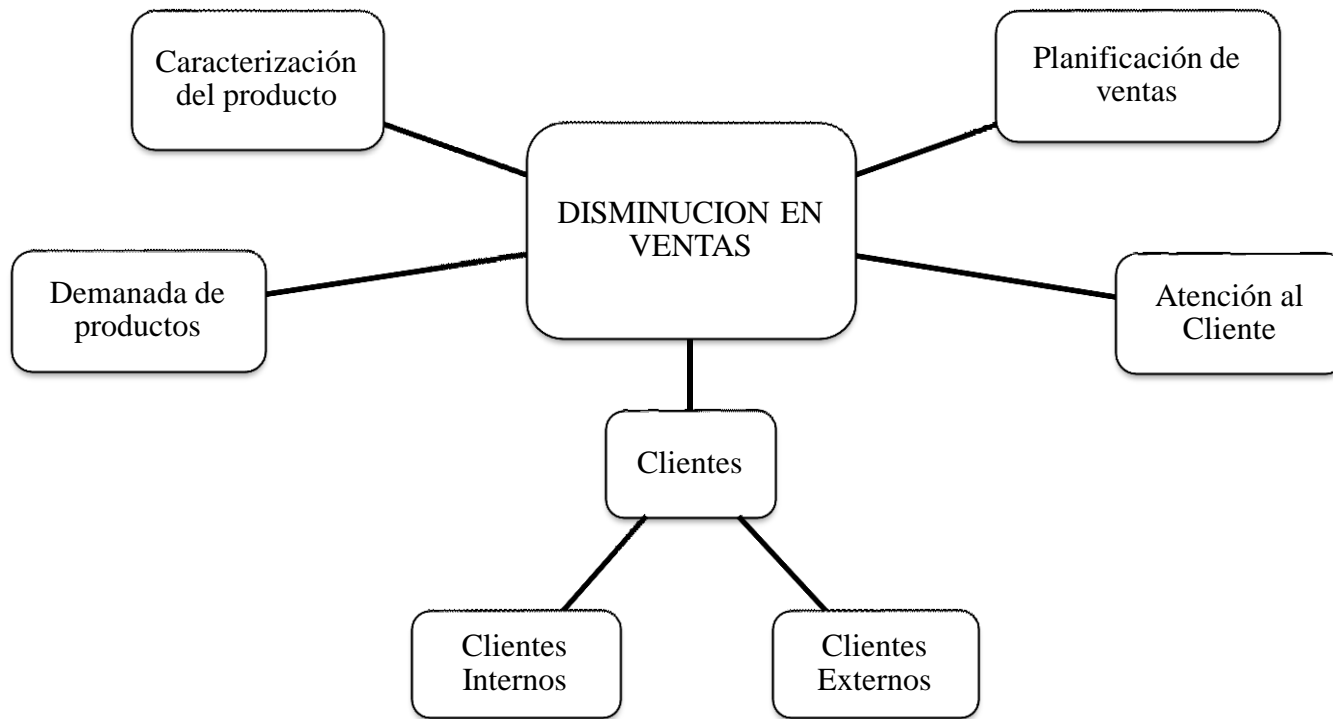 Caracterización
del producto
Planificación de
ventas
DISMINUCION EN
VENTAS
Demanada de
productos
Atención al
Cliente
Clientes
Clientes
Internos
Clientes
Externos